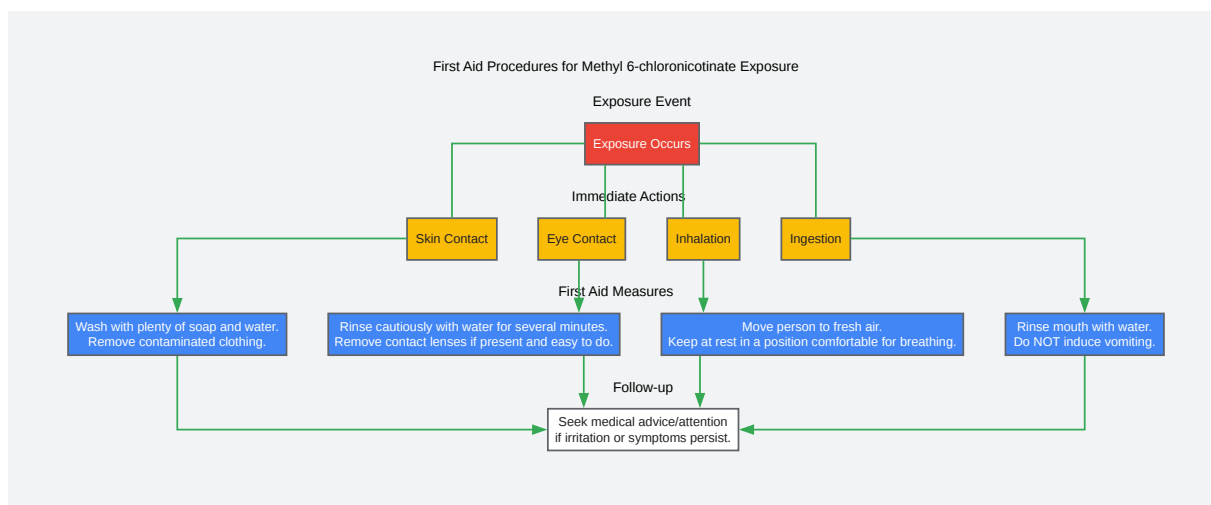 First Aid Procedures for Methyl 6-chloronicotinate Exposure
Exposure Event
Exposure Occurs
Immediate Actions
Skin Contact
Eye Contact
Inhalation
Ingestion
First Aid Measures
Wash with plenty of soap and water.
Remove contaminated clothing.
Rinse cautiously with water for several minutes.
Remove contact lenses if present and easy to do.
Move person to fresh air.
Keep at rest in a position comfortable for breathing.
Rinse mouth with water.
Do NOT induce vomiting.
Follow-up
Seek medical advice/attention
if irritation or symptoms persist.